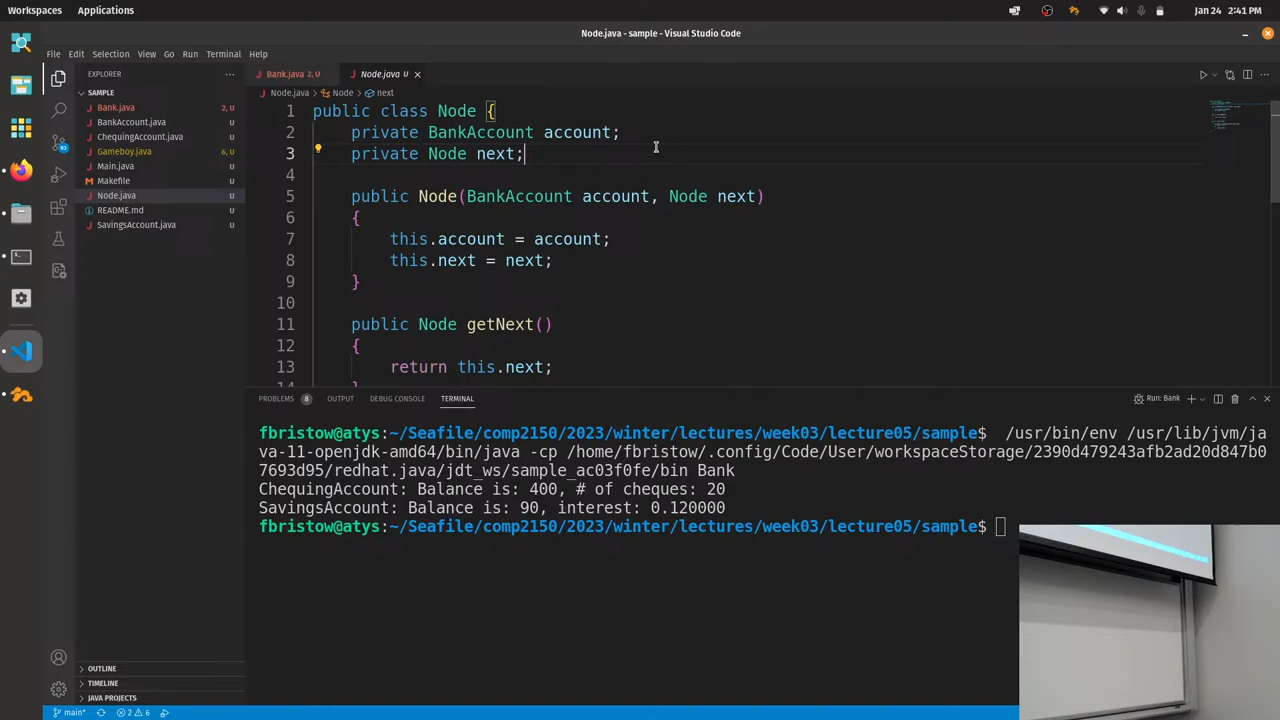 Workspaces Applications Jan 24 2:41 PM
Node.java - sample - Visual Studio Code
File Edit Selection View Go Run Terminal Help
EXPLORER
SAMPLE
Bank.java 2, U
BankAccount.java U
ChequingAccount.java U
Gameboy.java 6, U
Main.java U
Makefile U
Node.java U
README.md U
SavingsAccount.java U
93
OUTLINE
TIMELINE
JAVA PROJECTS
Bank.java 2, U Node.java U
Node.java > Node > next
1 public class Node {
2 private BankAccount account;
3 private Node next;
4
5 public Node(BankAccount account, Node next)
6 {
7 this.account = account;
8 this.next = next;
9 }
10
11 public Node getNext()
12 {
13 return this.next;
14 }
PROBLEMS 8 OUTPUT DEBUG CONSOLE TERMINAL Run: Bank
fbristow@atys:~/Seafile/comp2150/2023/winter/lectures/week03/lecture05/sample$ /usr/bin/env /usr/lib/jvm/ja
va-11-openjdk-amd64/bin/java -cp /home/fbristow/.config/Code/User/workspaceStorage/2390d479243afb2ad20d847b0
7693d95/redhat.java/jdt_ws/sample_ac03f0fe/bin Bank
ChequingAccount: Balance is: 400, # of cheques: 20
SavingsAccount: Balance is: 90, interest: 0.120000
fbristow@atys:~/Seafile/comp2150/2023/winter/lectures/week03/lecture05/sample$
main* 2 6